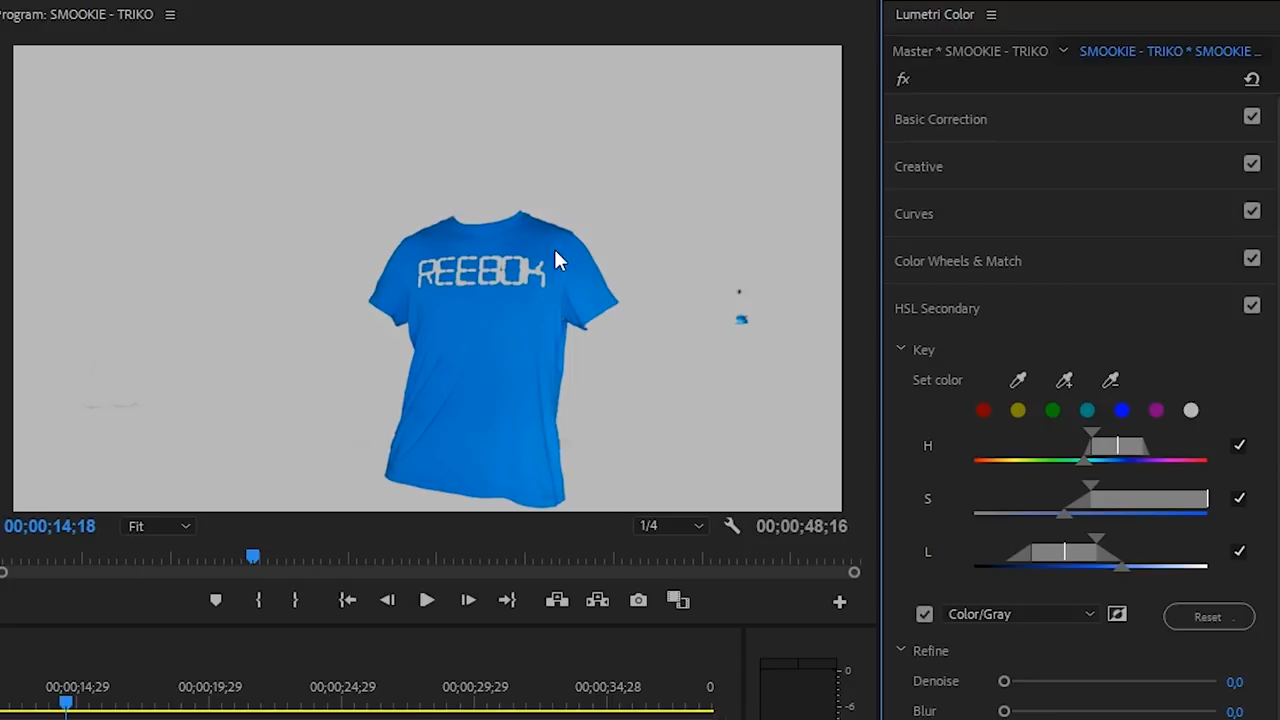 Program: SMOOKIE - TRIKO
REEBOK
00;00;14;18
Fit
1/4
00;00;48;16
00;00;14;29
00;00;19;29
00;00;24;29
00;00;29;29
00;00;34;28
0
0
-6
Lumetri Color
Master * SMOOKIE - TRIKO
SMOOKIE - TRIKO * SMOOKIE ...
fx
Basic Correction
Creative
Curves
Color Wheels & Match
HSL Secondary
Key
Set color
H
S
L
Color/Gray
Reset
Refine
Denoise
0,0
Blur
0,0